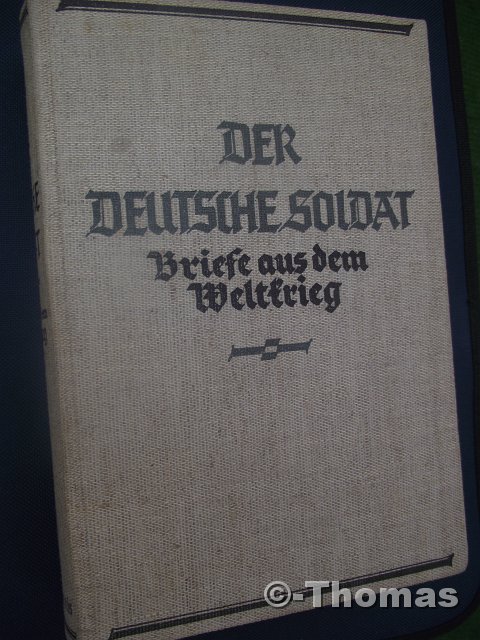 DER
DEUTSCHE SOLDAT
Briefe aus dem
Weltkrieg
©-Thomas